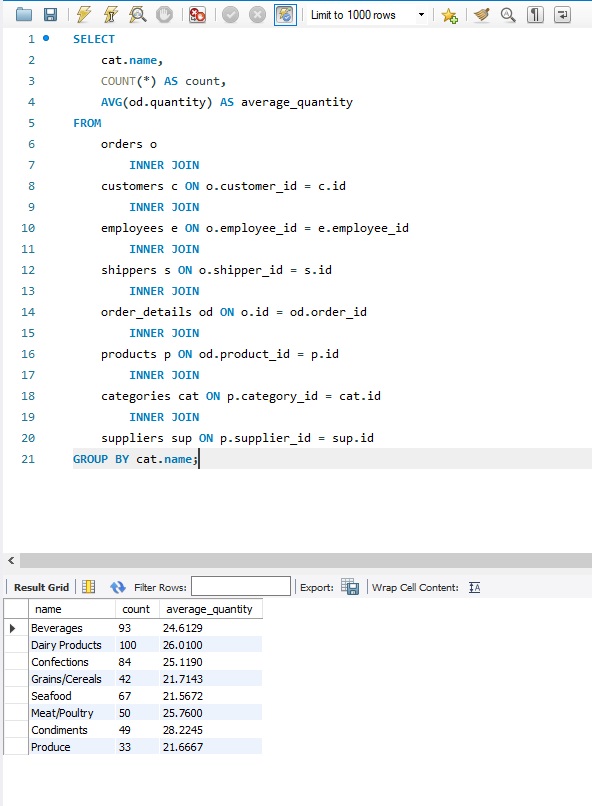 Limit to 1000 rows
1 SELECT
2 cat.name,
3 COUNT(*) AS count,
4 AVG(od.quantity) AS average_quantity
5 FROM
6 orders o
7 INNER JOIN
8 customers c ON o.customer_id = c.id
9 INNER JOIN
10 employees e ON o.employee_id = e.employee_id
11 INNER JOIN
12 shippers s ON o.shipper_id = s.id
13 INNER JOIN
14 order_details od ON o.id = od.order_id
15 INNER JOIN
16 products p ON od.product_id = p.id
17 INNER JOIN
18 categories cat ON p.category_id = cat.id
19 INNER JOIN
20 suppliers sup ON p.supplier_id = sup.id
21 GROUP BY cat.name;
Result Grid Filter Rows: Export: Wrap Cell Content: IA
name count average_quantity
Beverages 93 24.6129
Dairy Products 100 26.0100
Confections 84 25.1190
Grains/Cereals 42 21.7143
Seafood 67 21.5672
Meat/Poultry 50 25.7600
Condiments 49 28.2245
Produce 33 21.6667